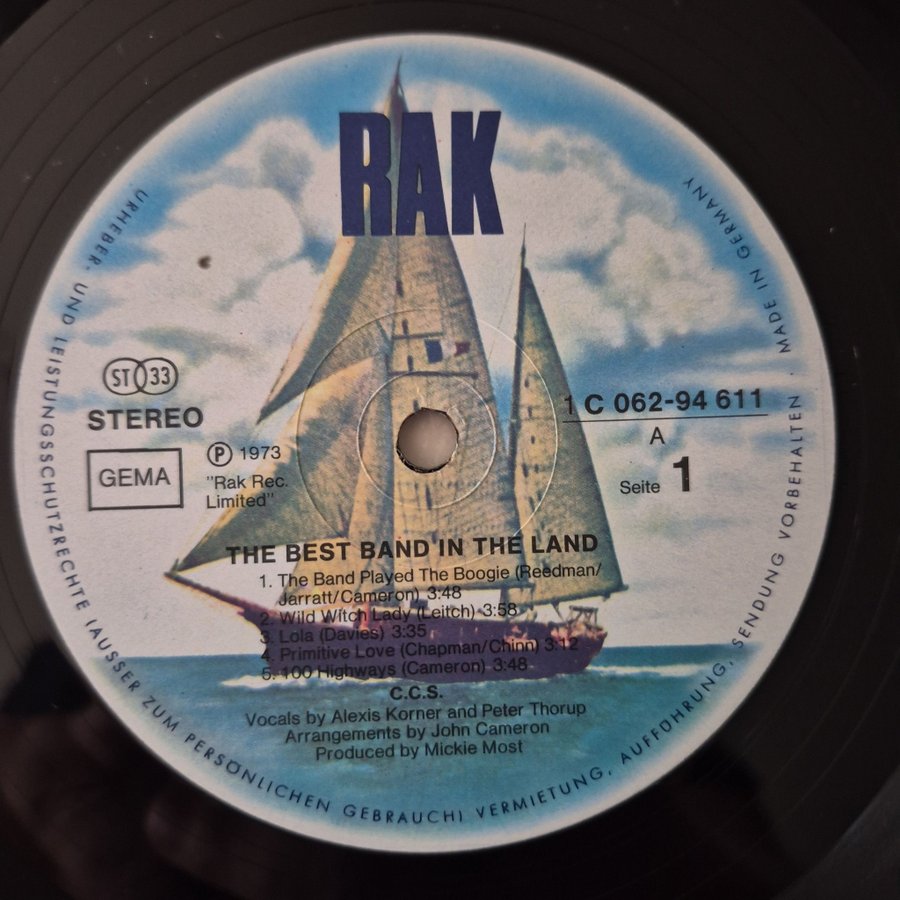 RAK
ST 33
STEREO
GEMA
Ⓟ 1973
"Rak Rec.
Limited"
1 C 062-94 611
A
Seite 1
THE BEST BAND IN THE LAND
1. The Band Played The Boogie (Reedman/
Jarratt/Cameron) 3:48
2. Wild Witch Lady (Leitch) 3:58
3. Lola (Davies) 3:35
4. Primitive Love (Chapman/Chinn) 3:12
5. 100 Highways (Cameron) 3:48
C.C.S.
Vocals by Alexis Korner and Peter Thorup
Arrangements by John Cameron
Produced by Mickie Most
URHEBER- UND LEISTUNGSSCHUTZRECHTE (AUSSER ZUM PERSÖNLICHEN GEBRAUCH) VERMIETUNG, AUFFÜHRUNG, SENDUNG VORBEHALTEN · MADE IN GERMANY